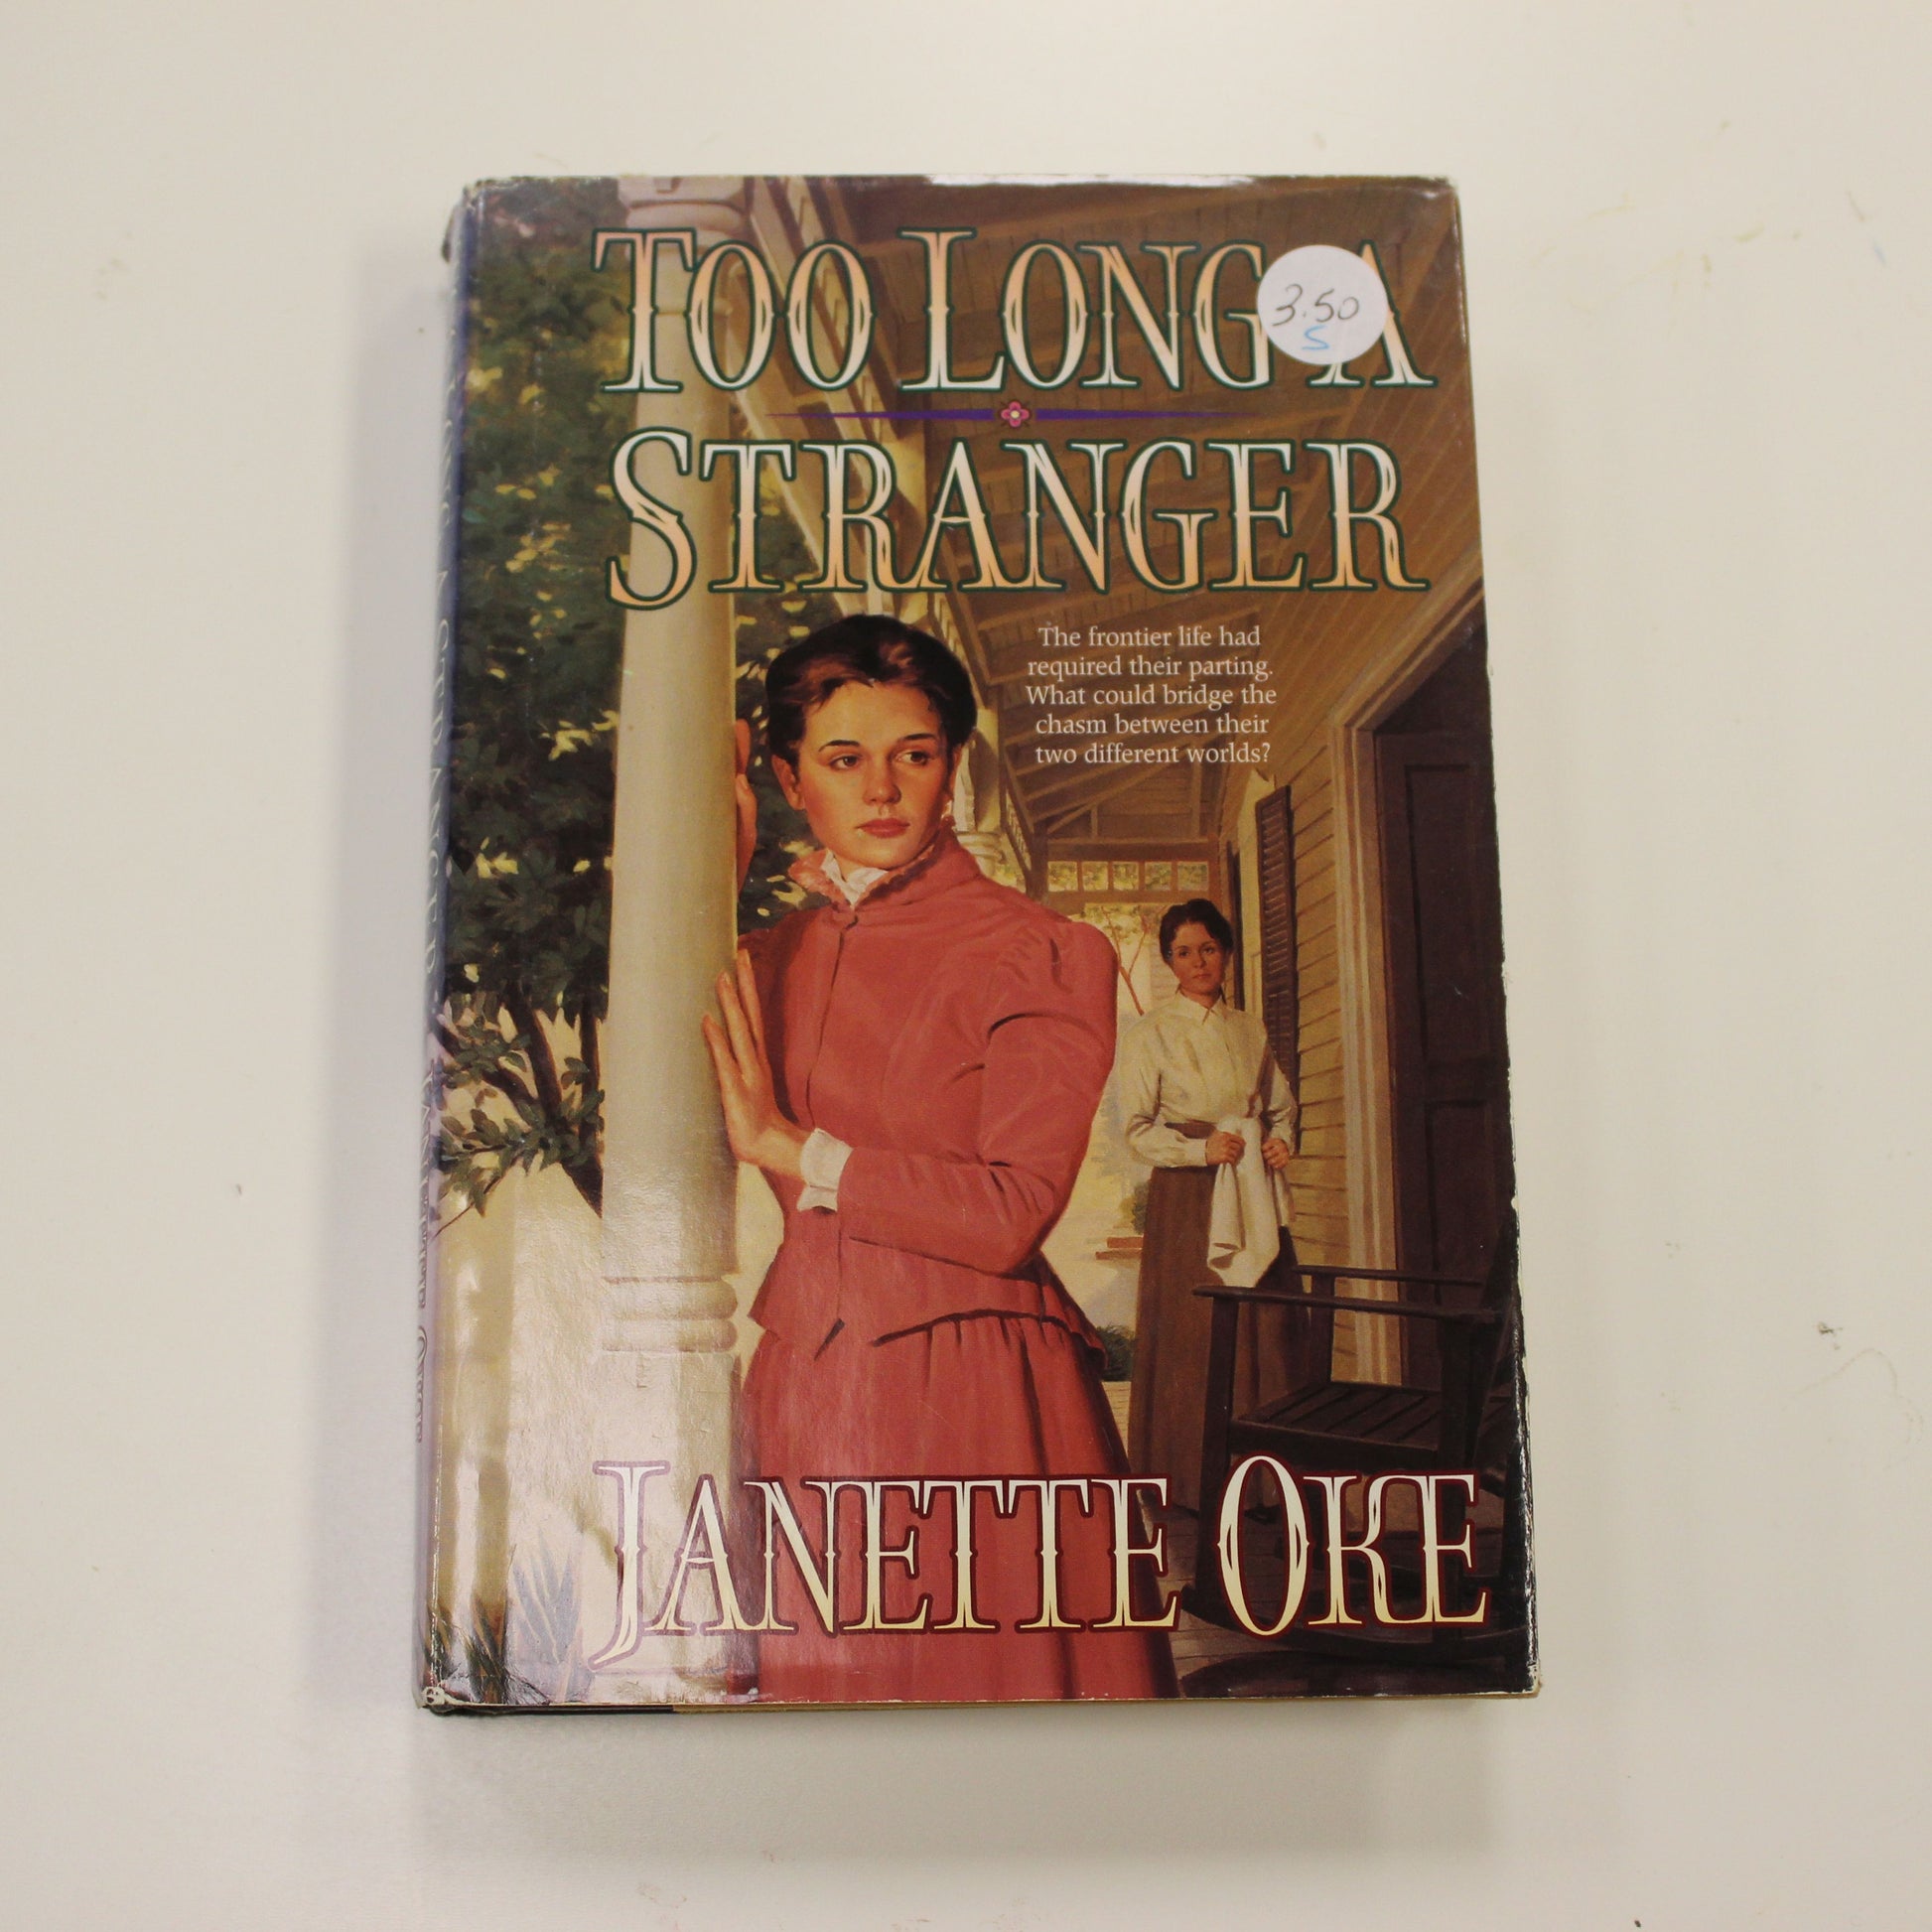 TOO LONG A
3.50
S
STRANGER
The frontier life had
required their parting.
What could bridge the
chasm between their
two different worlds?
JANETTE OKE